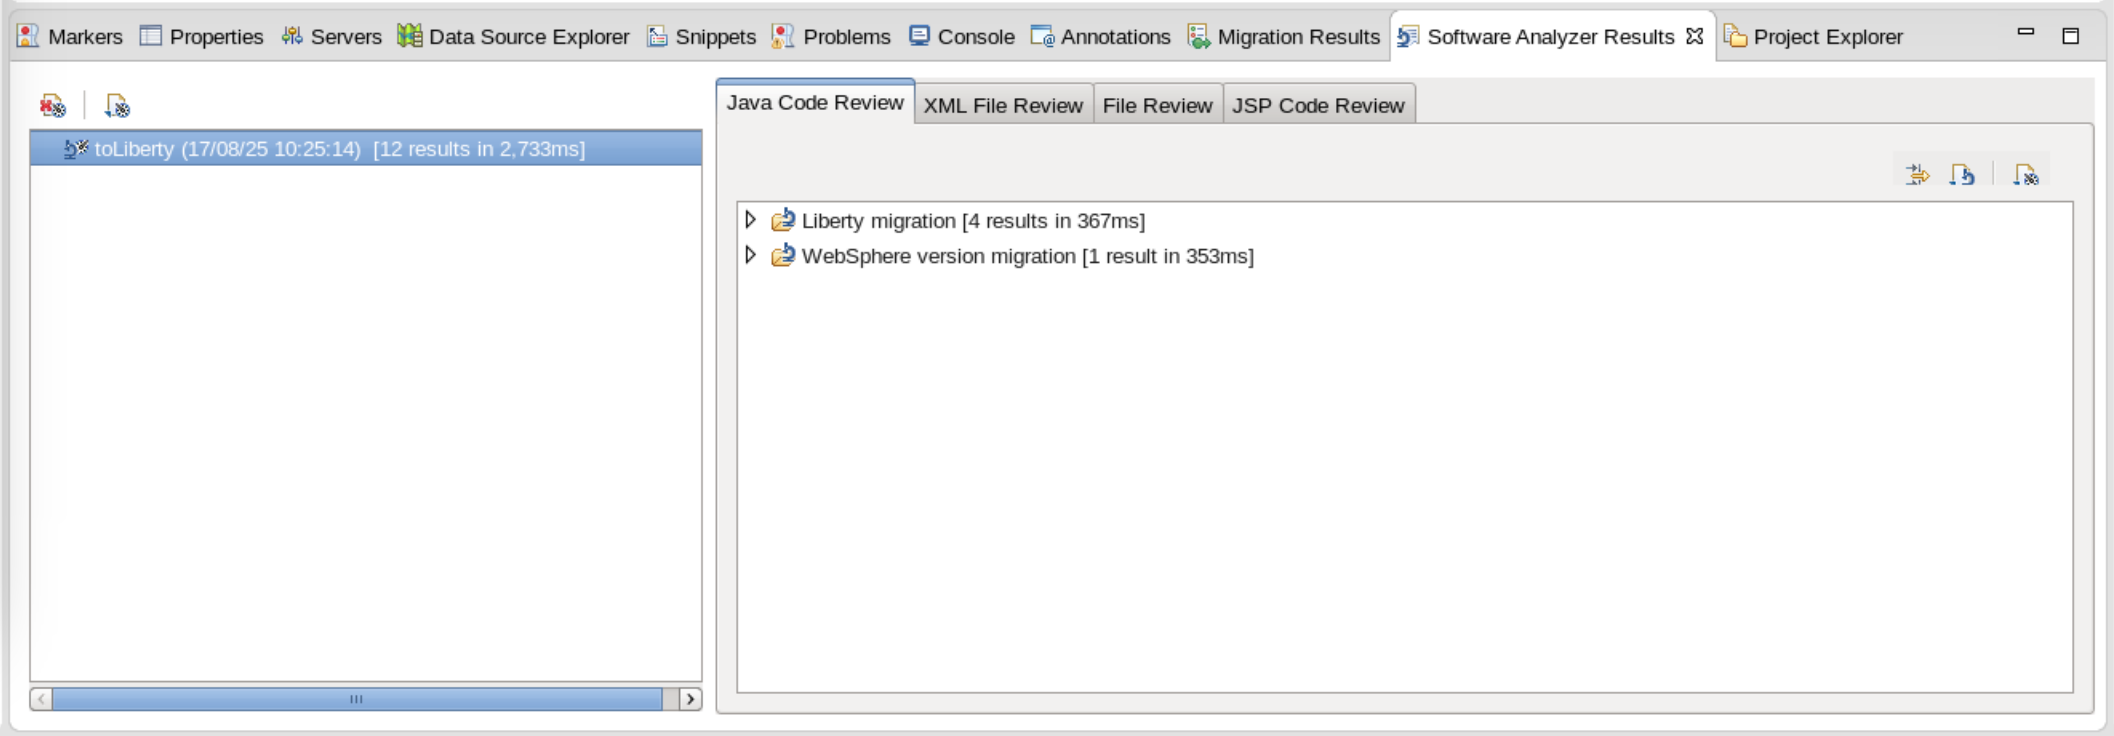 Markers Properties Servers Data Source Explorer Snippets Problems Console Annotations Migration Results Software Analyzer Results Project Explorer
Java Code Review XML File Review File Review JSP Code Review
toLiberty (17/08/25 10:25:14) [12 results in 2,733ms]
Liberty migration [4 results in 367ms]
WebSphere version migration [1 result in 353ms]